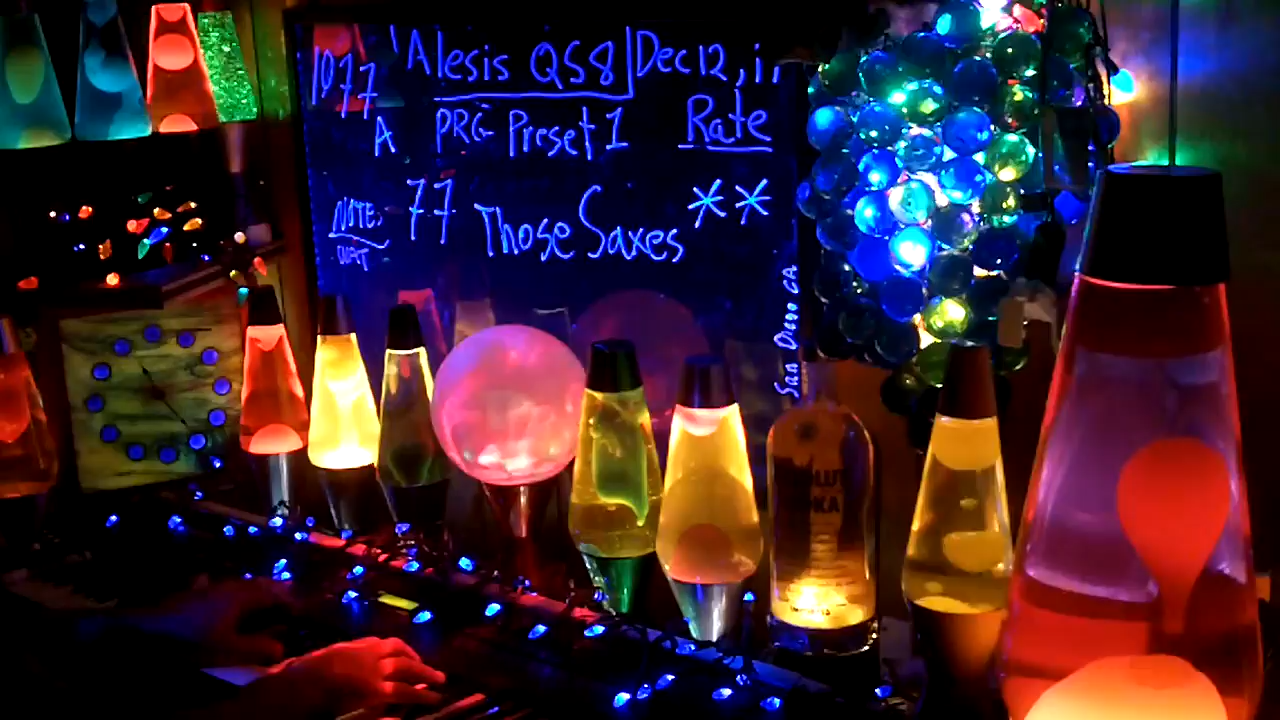 1077 'Alesis QS8 Dec 12, i,
A PRG Preset 1 Rate
NOTE: 77 Those Saxes **
San Diego CA